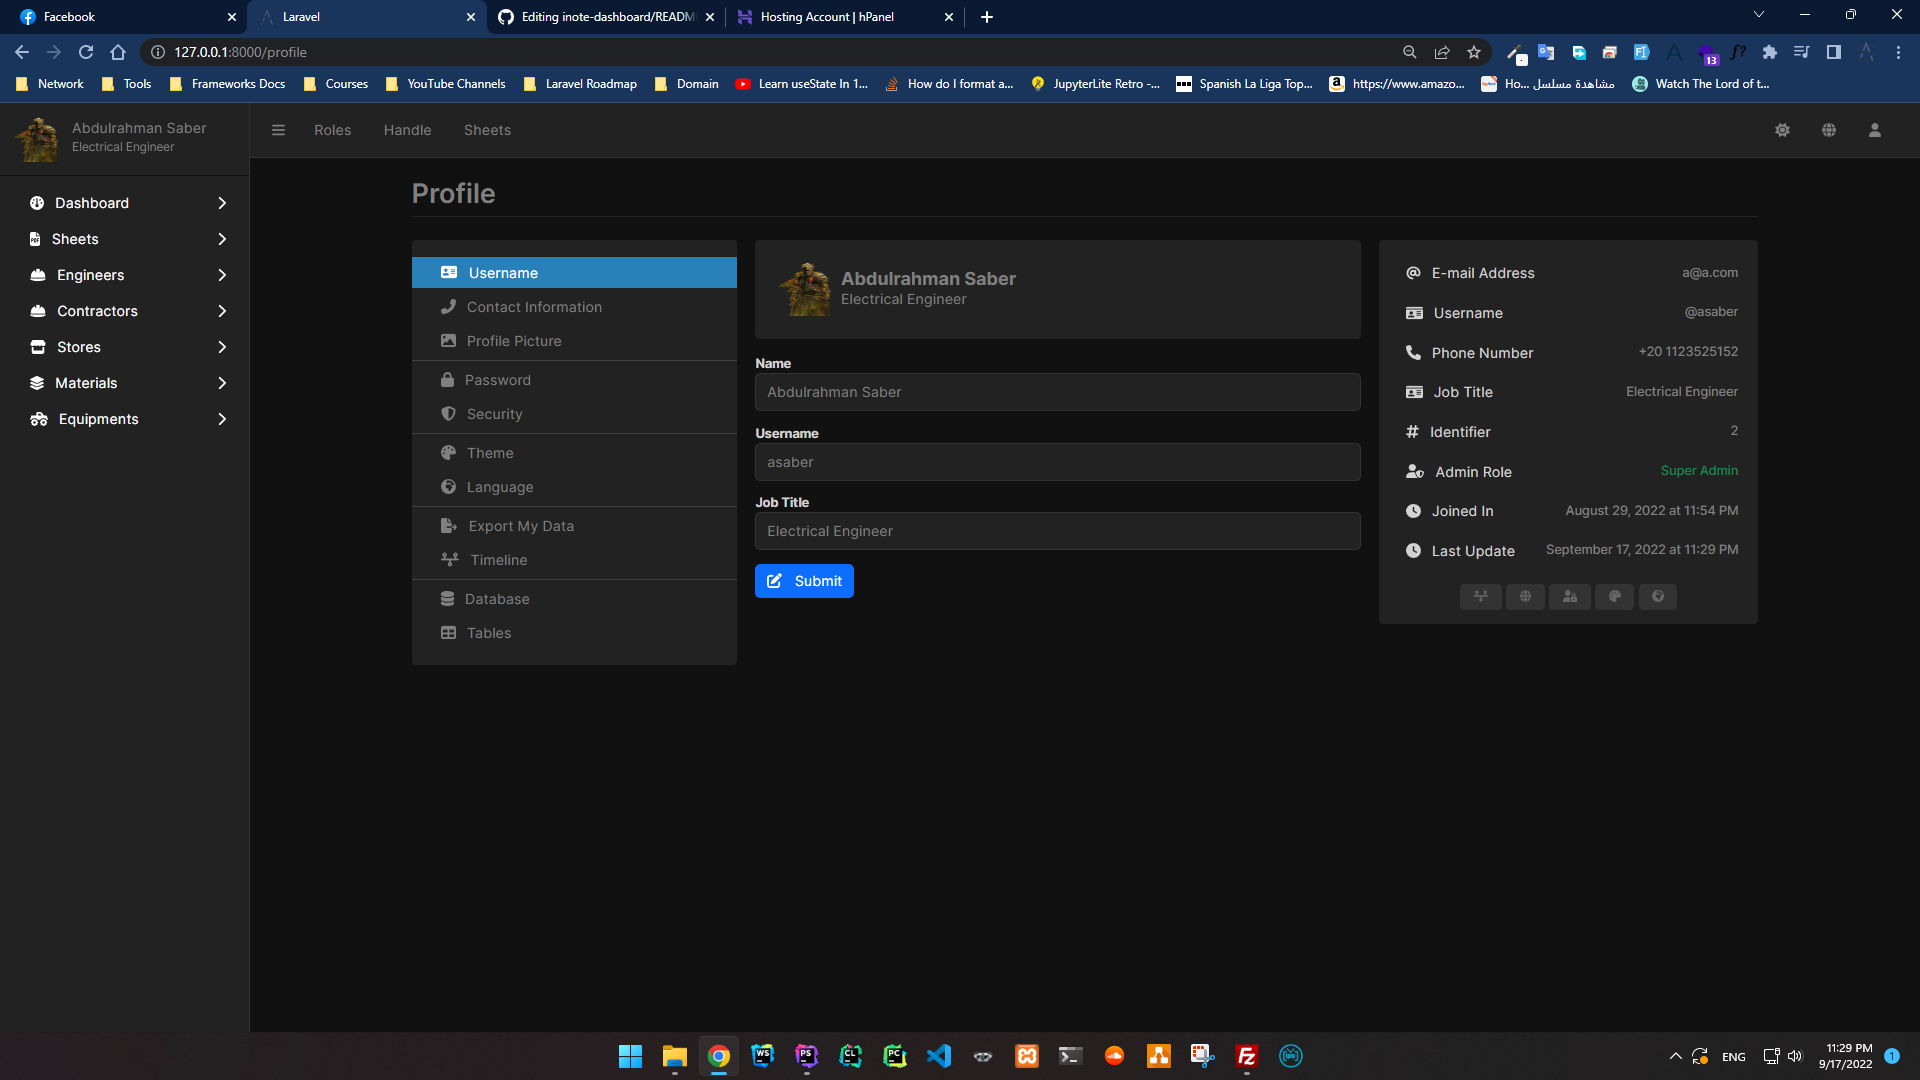 Facebook
Laravel
Editing inote-dashboard/READM
Hosting Account | hPanel
127.0.0.1:8000/profile
13
Network
Tools
Frameworks Docs
Courses
YouTube Channels
Laravel Roadmap
Domain
Learn useState In 1...
How do I format a...
JupyterLite Retro -...
Spanish La Liga Top...
https://www.amazo...
Ho... مشاهدة مسلسل
Watch The Lord of t...
Abdulrahman Saber
Electrical Engineer
Roles
Handle
Sheets
Dashboard
Sheets
Engineers
Contractors
Stores
Materials
Equipments
Profile
Username
Contact Information
Profile Picture
Password
Security
Theme
Language
Export My Data
Timeline
Database
Tables
Abdulrahman Saber
Electrical Engineer
Name
Abdulrahman Saber
Username
asaber
Job Title
Electrical Engineer
Submit
E-mail Address a@a.com
Username @asaber
Phone Number +20 1123525152
Job Title Electrical Engineer
Identifier 2
Admin Role Super Admin
Joined In August 29, 2022 at 11:54 PM
Last Update September 17, 2022 at 11:29 PM
WS
PS
CL
PC
ENG
11:29 PM
9/17/2022
1